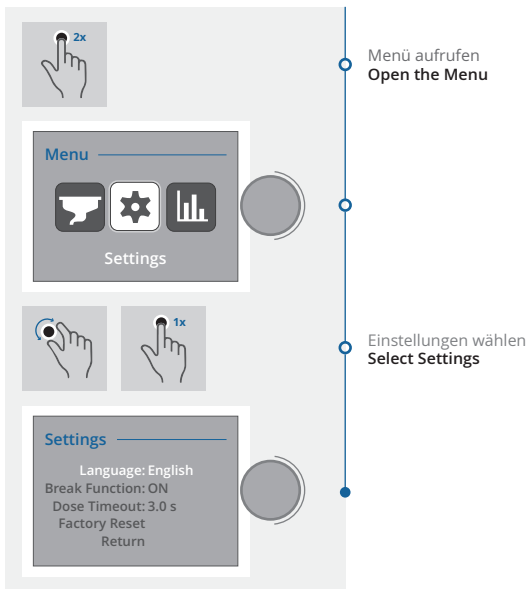 2x
Menü aufrufen
Open the Menu
Menu
Settings
1x
Einstellungen wählen
Select Settings
Settings
Language: English
Break Function: ON
Dose Timeout: 3.0 s
Factory Reset
Return